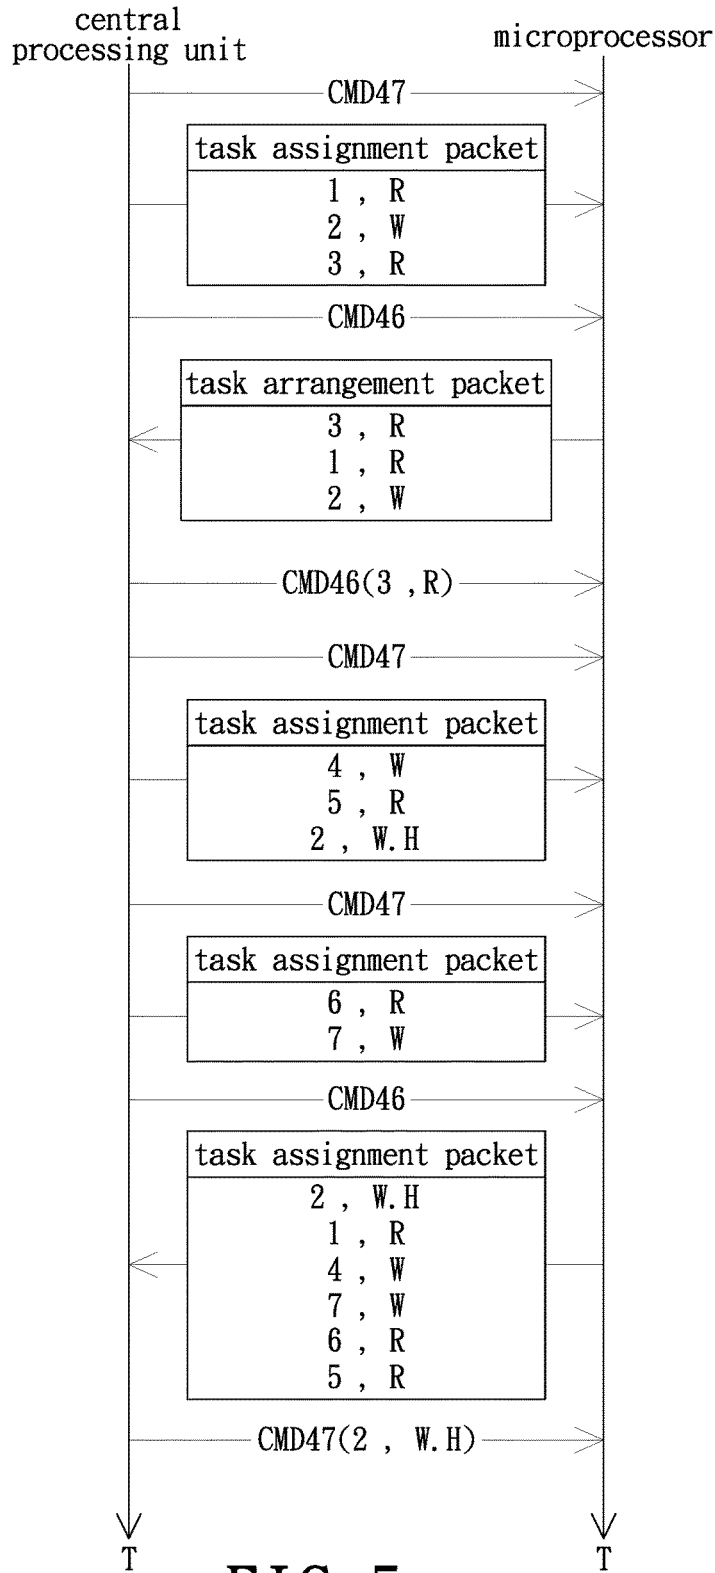 central
processing unit
microprocessor
CMD47
task assignment packet
1 , R
2 , W
3 , R
CMD46
task arrangement packet
3 , R
1 , R
2 , W
CMD46(3 ,R)
CMD47
task assignment packet
4 , W
5 , R
2 , W.H
CMD47
task assignment packet
6 , R
7 , W
CMD46
task assignment packet
2 , W.H
1 , R
4 , W
7 , W
6 , R
5 , R
CMD47(2 , W.H)
T
T